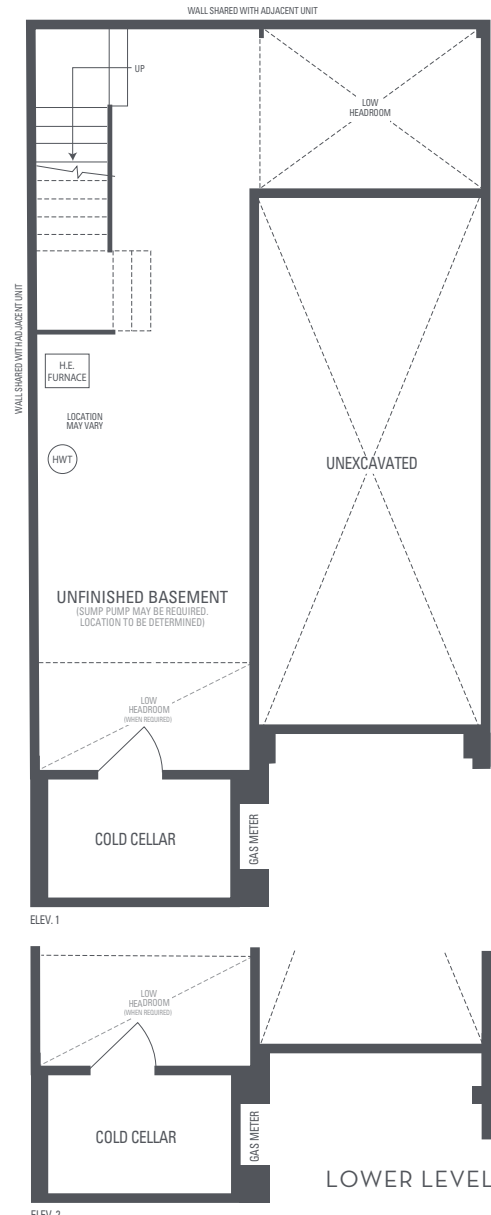 WALL SHARED WITH ADJACENT UNIT
UP
LOW
HEADROOM
WALL SHARED WITH ADJACENT UNIT
H.E.
FURNACE
LOCATION
MAY VARY
HWT
UNEXCAVATED
UNFINISHED BASEMENT
(SUMP PUMP MAY BE REQUIRED.
LOCATION TO BE DETERMINED)
LOW
HEADROOM
(WHEN REQUIRED)
COLD CELLAR
GAS METER
ELEV. 1
LOW
HEADROOM
(WHEN REQUIRED)
COLD CELLAR
GAS METER
LOWER LEVEL
ELEV. 2